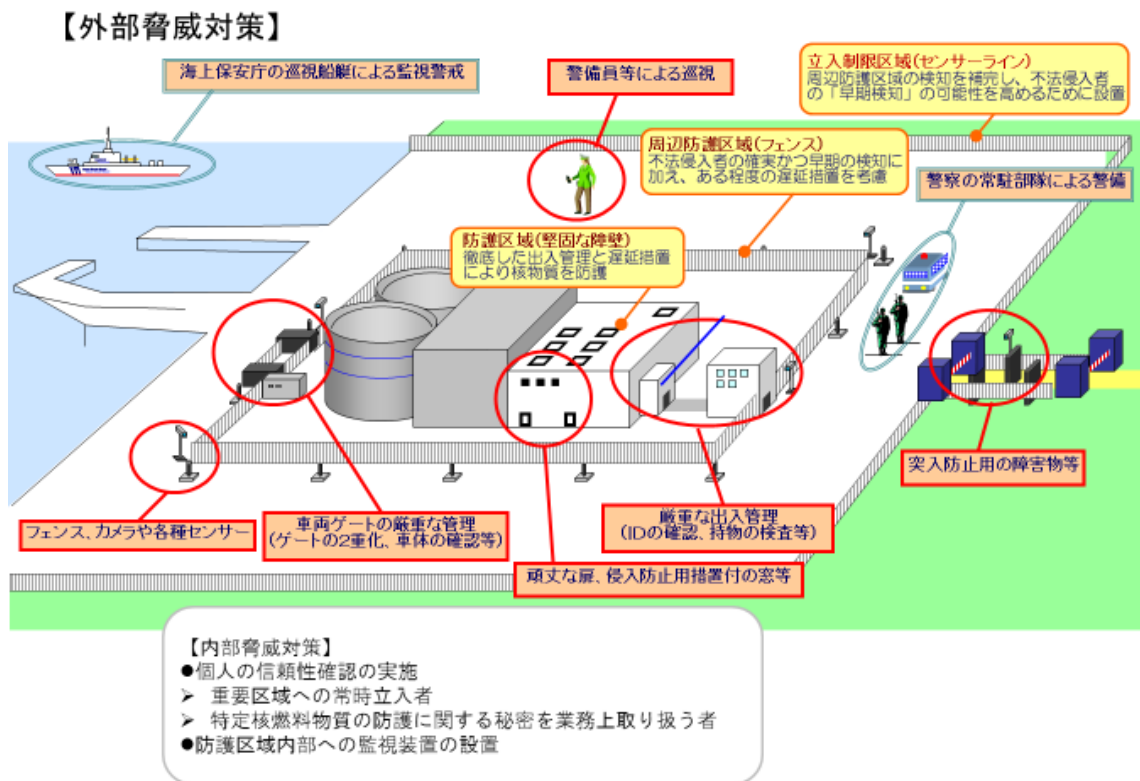 【外部脅威対策】
海上保安庁の巡視船艇による監視警戒
警備員等による巡視
立入制限区域(センサーライン)
周辺防護区域の検知を補完し、不法侵入者
の「早期検知」の可能性を高めるために設置
周辺防護区域(フェンス)
不法侵入者の確実かつ早期の検知に
加え、ある程度の遅延措置を考慮
警察の常駐部隊による警備
防護区域(堅固な障壁)
徹底した出入管理と遅延措置
により核物質を防護
突入防止用の障害物等
フェンス、カメラや各種センサー
車両ゲートの厳重な管理
(ゲートの2重化、車体の確認等)
厳重な出入管理
(IDの確認、持物の検査等)
頑丈な扉、侵入防止用措置付の窓等
【内部脅威対策】
●個人の信頼性確認の実施
➢ 重要区域への常時立入者
➢ 特定核燃料物質の防護に関する秘密を業務上取り扱う者
●防護区域内部への監視装置の設置